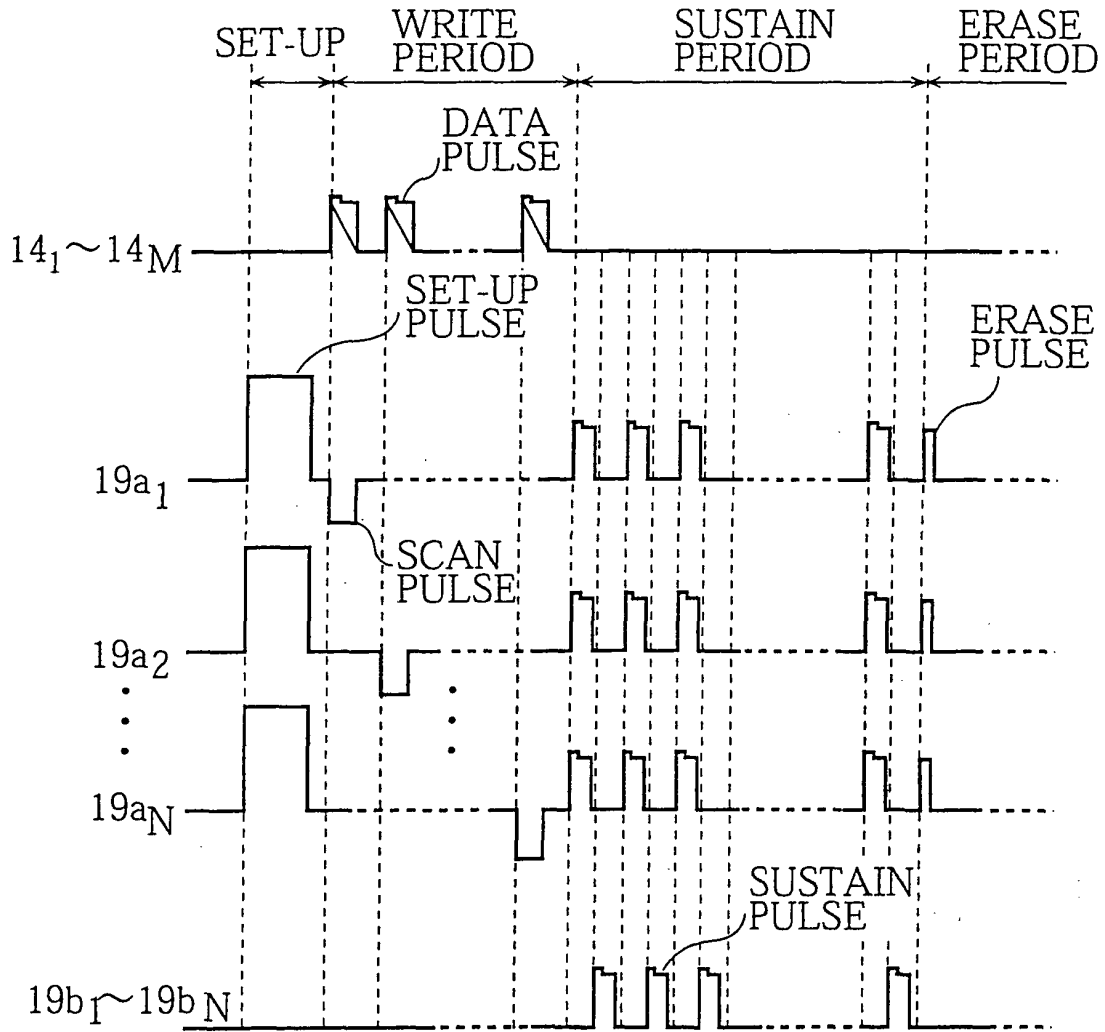 SET-UP
WRITE
PERIOD
SUSTAIN
PERIOD
ERASE
PERIOD
DATA
PULSE
14₁~14M
SET-UP
PULSE
ERASE
PULSE
19a₁
SCAN
PULSE
19a₂
19aN
SUSTAIN
PULSE
19b₁~19bN